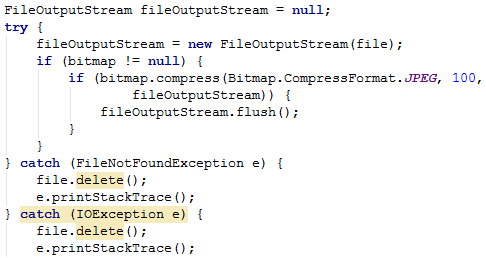 FileOutputStream fileOutputStream = null;
try {
    fileOutputStream = new FileOutputStream(file);
    if (bitmap != null) {
        if (bitmap.compress(Bitmap.CompressFormat.JPEG, 100,
                fileOutputStream)) {
            fileOutputStream.flush();
        }
    }
} catch (FileNotFoundException e) {
    file.delete();
    e.printStackTrace();
} catch (IOException e) {
    file.delete();
    e.printStackTrace();